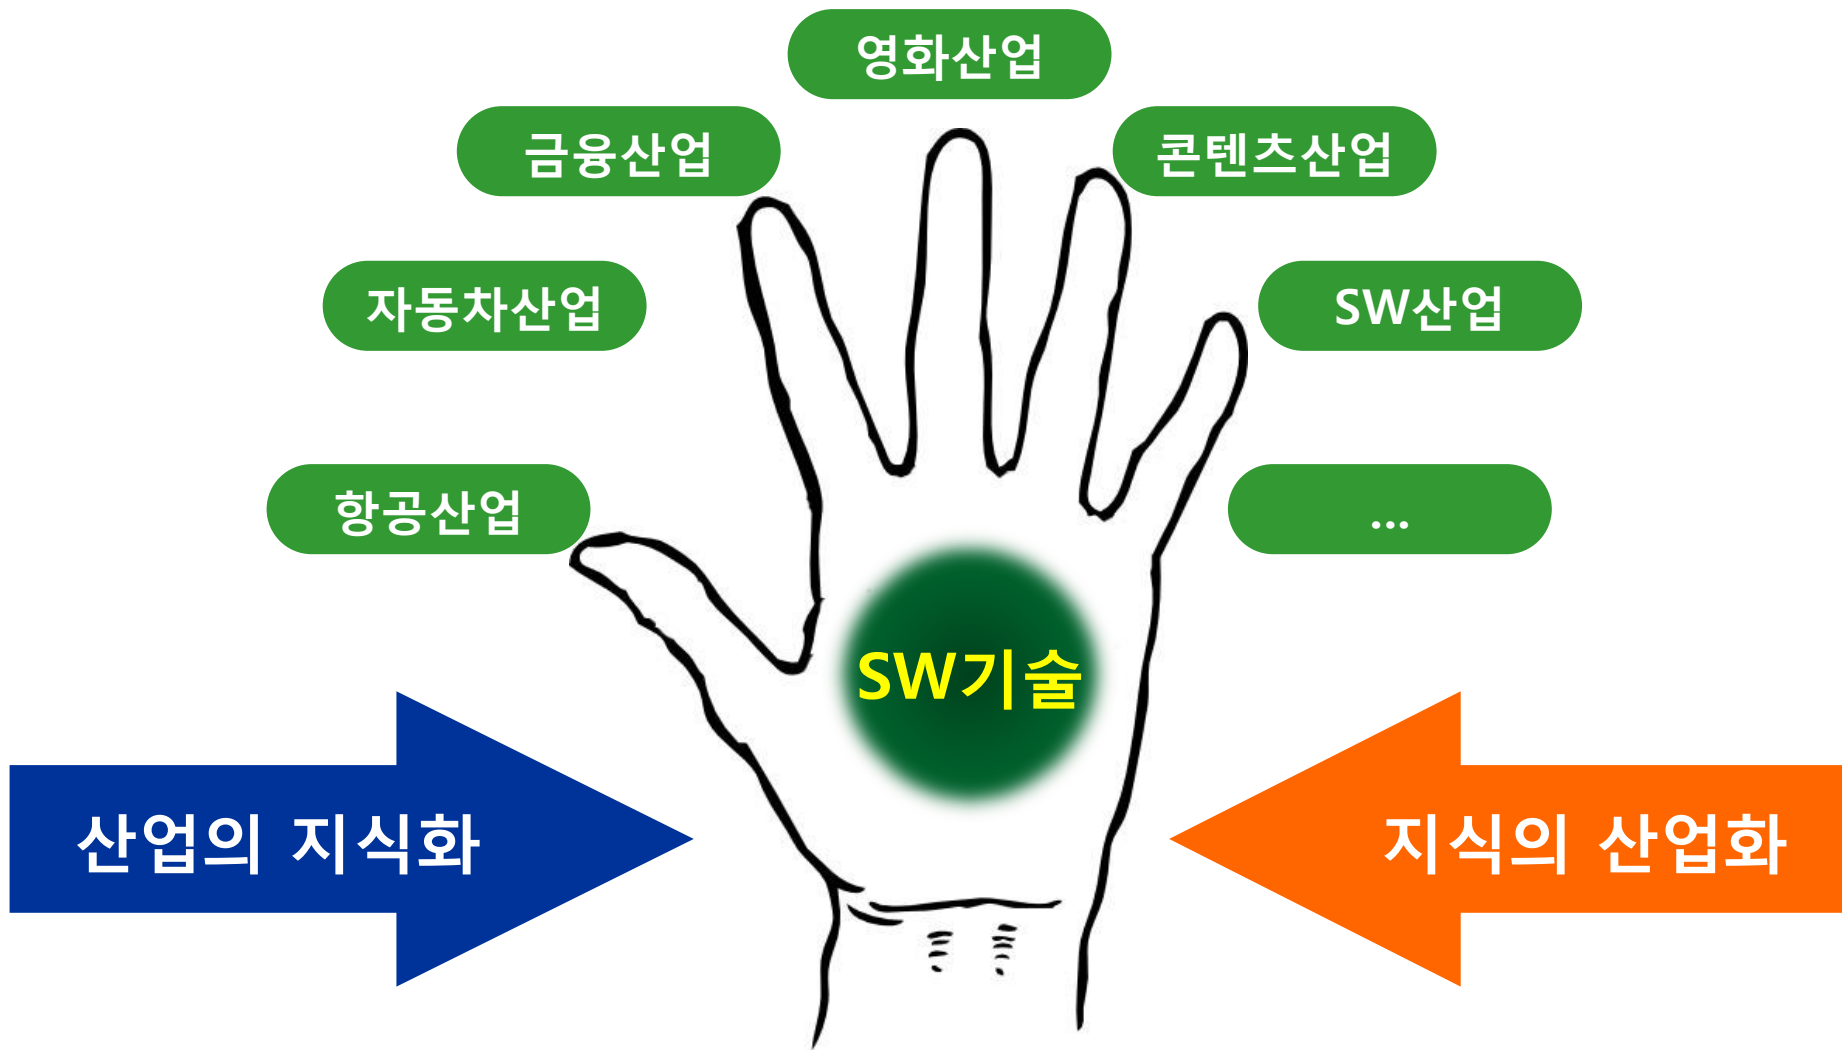 영화산업
금융산업
콘텐츠산업
자동차산업
SW산업
항공산업
...
SW기술
산업의 지식화
지식의 산업화